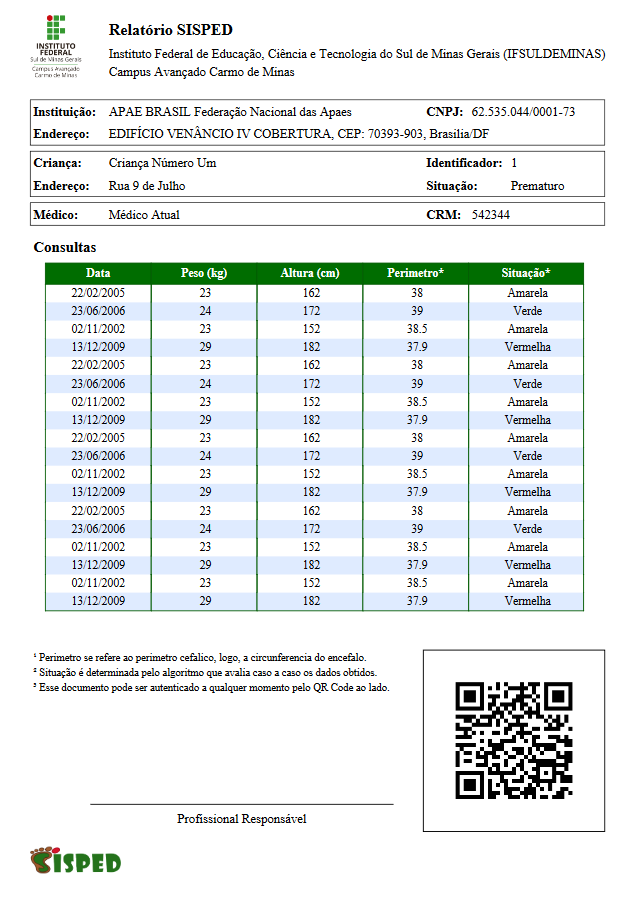 INSTITUTO
FEDERAL
Sul de Minas Gerais
Campus Avançado
Carmo de Minas
Relatório SISPED
Instituto Federal de Educação, Ciência e Tecnologia do Sul de Minas Gerais (IFSULDEMINAS)
Campus Avançado Carmo de Minas
Instituição: APAE BRASIL Federação Nacional das Apaes CNPJ: 62.535.044/0001-73
Endereço: EDIFÍCIO VENÂNCIO IV COBERTURA, CEP: 70393-903, Brasilia/DF
Criança: Criança Número Um Identificador: 1
Endereço: Rua 9 de Julho Situação: Prematuro
Médico: Médico Atual CRM: 542344
Consultas
Data Peso (kg) Altura (cm) Perimetro* Situação*
22/02/2005 23 162 38 Amarela
23/06/2006 24 172 39 Verde
02/11/2002 23 152 38.5 Amarela
13/12/2009 29 182 37.9 Vermelha
22/02/2005 23 162 38 Amarela
23/06/2006 24 172 39 Verde
02/11/2002 23 152 38.5 Amarela
13/12/2009 29 182 37.9 Vermelha
22/02/2005 23 162 38 Amarela
23/06/2006 24 172 39 Verde
02/11/2002 23 152 38.5 Amarela
13/12/2009 29 182 37.9 Vermelha
22/02/2005 23 162 38 Amarela
23/06/2006 24 172 39 Verde
02/11/2002 23 152 38.5 Amarela
13/12/2009 29 182 37.9 Vermelha
02/11/2002 23 152 38.5 Amarela
13/12/2009 29 182 37.9 Vermelha
¹ Perimetro se refere ao perimetro cefalico, logo, a circunferencia do encefalo.
² Situação é determinada pelo algoritmo que avalia caso a caso os dados obtidos.
³ Esse documento pode ser autenticado a qualquer momento pelo QR Code ao lado.
Profissional Responsável
SISPED